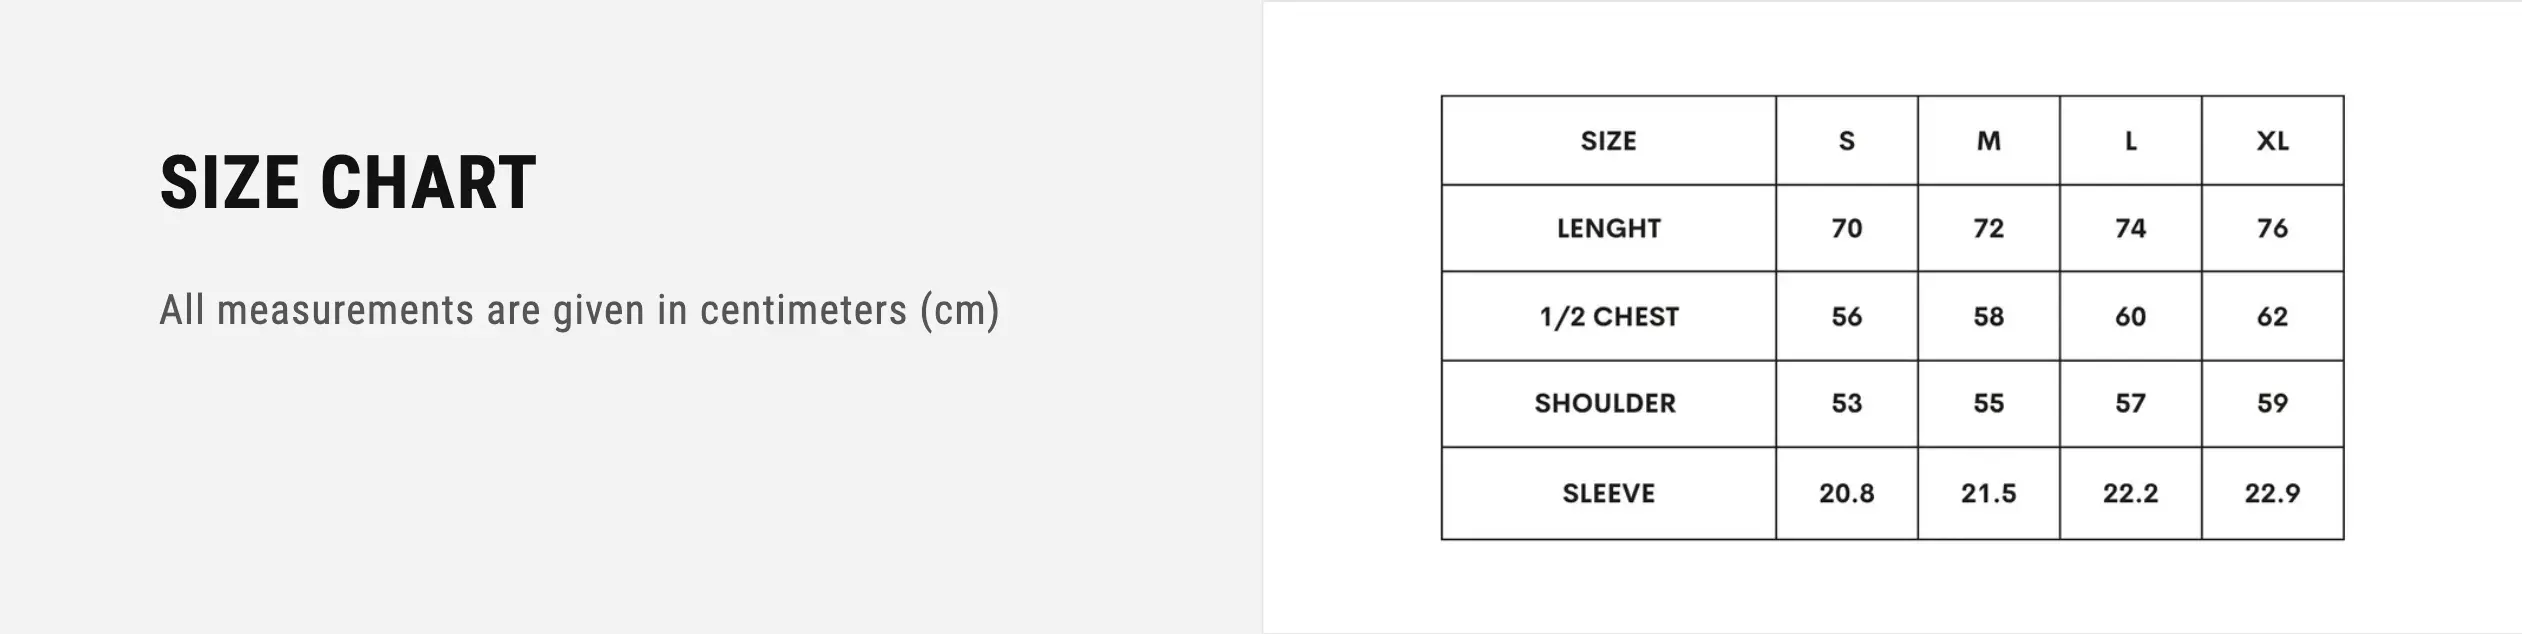 SIZE CHART
All measurements are given in centimeters (cm)
SIZE S M L XL
LENGHT 70 72 74 76
1/2 CHEST 56 58 60 62
SHOULDER 53 55 57 59
SLEEVE 20.8 21.5 22.2 22.9